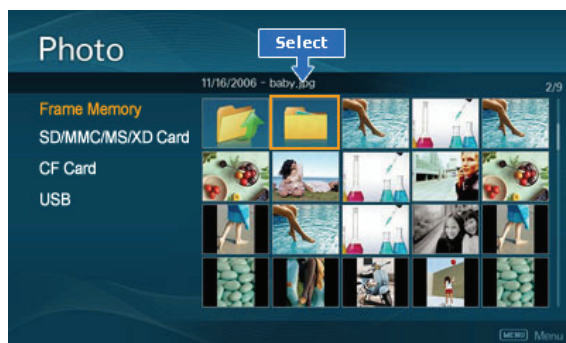 Photo
Select
11/16/2006 - baby.jpg
2/9
Frame Memory
SD/MMC/MS/XD Card
CF Card
USB
MENU Menu